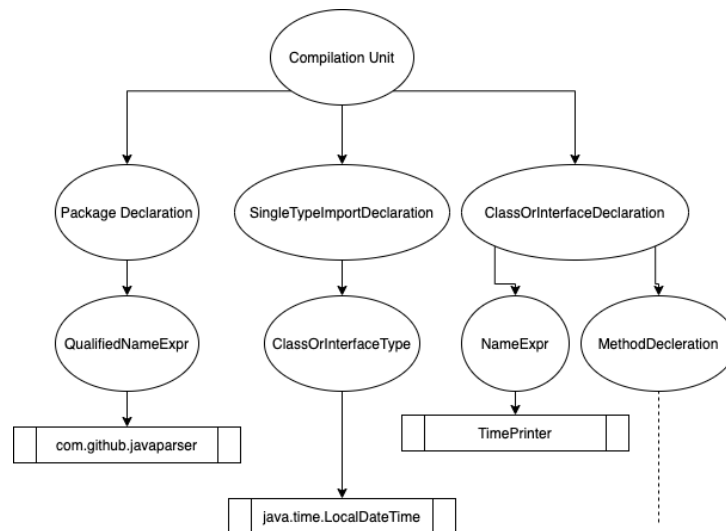 Compilation Unit
Package Declaration
SingleTypeImportDeclaration
ClassOrInterfaceDeclaration
QualifiedNameExpr
ClassOrInterfaceType
NameExpr
MethodDecleration
com.github.javaparser
TimePrinter
java.time.LocalDateTime